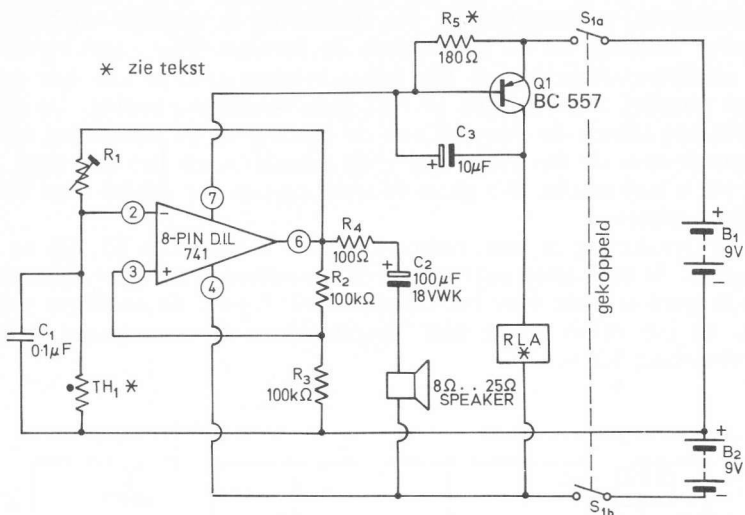 R5 *
180Ω
S1a
* zie tekst
Q1
BC 557
C3
+
10µF
R1
7
2
−
8-PIN DIL
741
6
R4
100Ω
3
+
4
+
C2
100µF
18VWK
R2
100kΩ
C1
0·1µF
TH1 *
R3
100kΩ
8Ω..25Ω
SPEAKER
RLA
*
gekoppeld
+
B1
9V
−
+
B2
9V
−
S1b